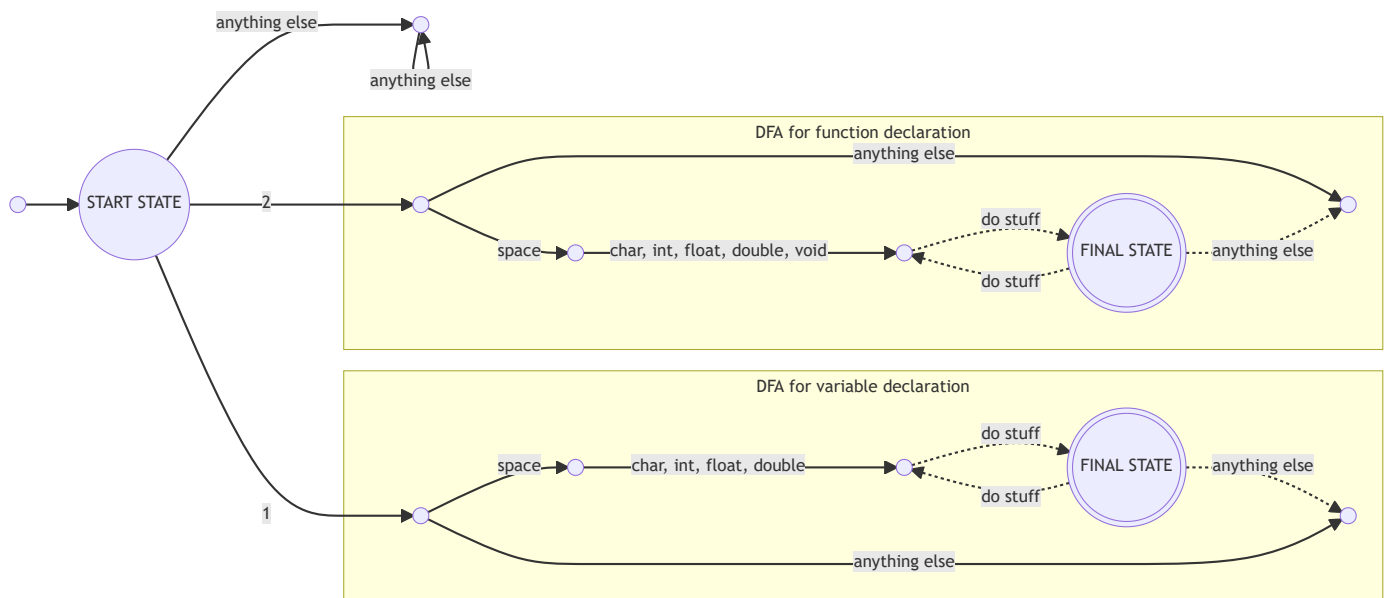 anything else
anything else
DFA for function declaration
anything else
START STATE
2
do stuff
space
char, int, float, double, void
FINAL STATE
anything else
do stuff
DFA for variable declaration
do stuff
space
char, int, float, double
FINAL STATE
anything else
do stuff
1
anything else